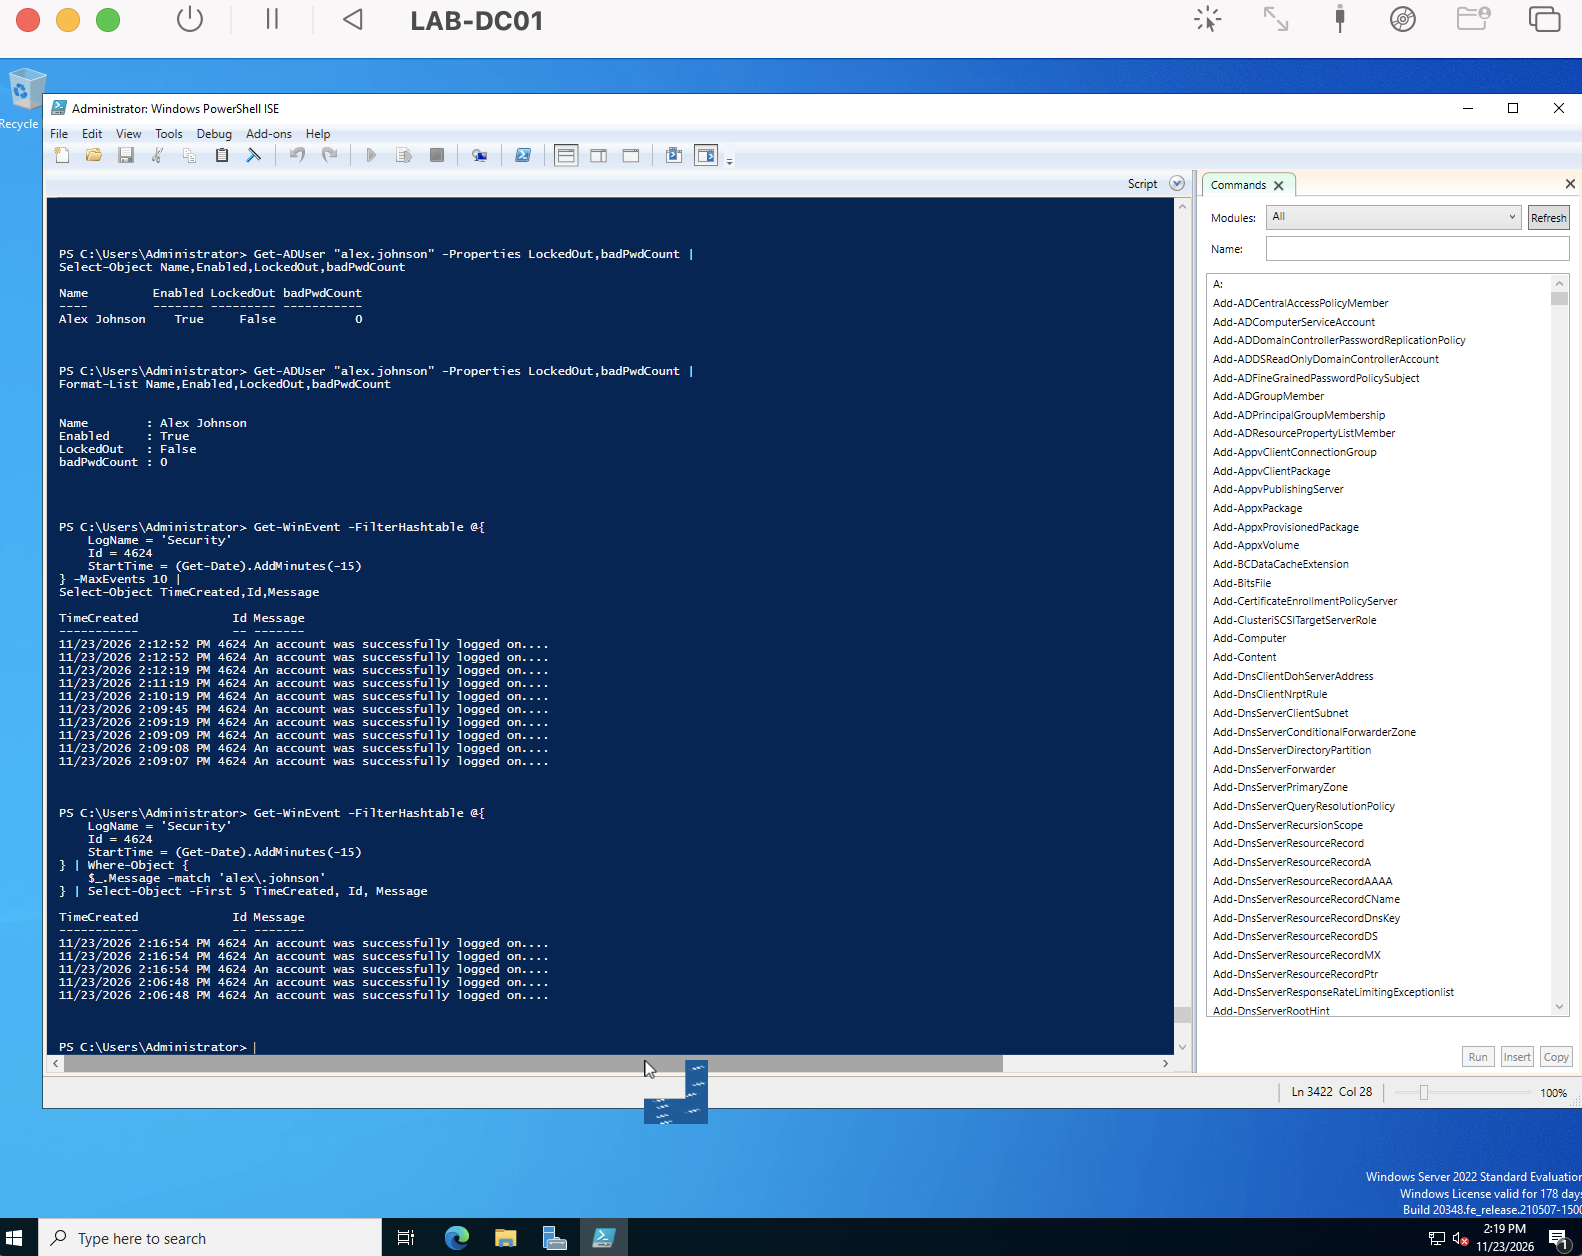 LAB-DC01
Recycle
Administrator: Windows PowerShell ISE
File Edit View Tools Debug Add-ons Help
Script
PS C:\Users\Administrator> Get-ADUser "alex.johnson" -Properties LockedOut,badPwdCount |
Select-Object Name,Enabled,LockedOut,badPwdCount
Name Enabled LockedOut badPwdCount
---- ------- --------- -----------
Alex Johnson True False 0
PS C:\Users\Administrator> Get-ADUser "alex.johnson" -Properties LockedOut,badPwdCount |
Format-List Name,Enabled,LockedOut,badPwdCount
Name : Alex Johnson
Enabled : True
LockedOut : False
badPwdCount : 0
PS C:\Users\Administrator> Get-WinEvent -FilterHashtable @{
LogName = 'Security'
Id = 4624
StartTime = (Get-Date).AddMinutes(-15)
} -MaxEvents 10 |
Select-Object TimeCreated,Id,Message
TimeCreated Id Message
----------- -- -------
11/23/2026 2:12:52 PM 4624 An account was successfully logged on....
11/23/2026 2:12:52 PM 4624 An account was successfully logged on....
11/23/2026 2:12:19 PM 4624 An account was successfully logged on....
11/23/2026 2:11:19 PM 4624 An account was successfully logged on....
11/23/2026 2:10:19 PM 4624 An account was successfully logged on....
11/23/2026 2:09:45 PM 4624 An account was successfully logged on....
11/23/2026 2:09:19 PM 4624 An account was successfully logged on....
11/23/2026 2:09:09 PM 4624 An account was successfully logged on....
11/23/2026 2:09:08 PM 4624 An account was successfully logged on....
11/23/2026 2:09:07 PM 4624 An account was successfully logged on....
PS C:\Users\Administrator> Get-WinEvent -FilterHashtable @{
LogName = 'Security'
Id = 4624
StartTime = (Get-Date).AddMinutes(-15)
} | Where-Object {
$_.Message -match 'alex\.johnson'
} | Select-Object -First 5 TimeCreated, Id, Message
TimeCreated Id Message
----------- -- -------
11/23/2026 2:16:54 PM 4624 An account was successfully logged on....
11/23/2026 2:16:54 PM 4624 An account was successfully logged on....
11/23/2026 2:16:54 PM 4624 An account was successfully logged on....
11/23/2026 2:06:48 PM 4624 An account was successfully logged on....
11/23/2026 2:06:48 PM 4624 An account was successfully logged on....
PS C:\Users\Administrator>
Commands
Modules: All Refresh
Name:
A:
Add-ADCentralAccessPolicyMember
Add-ADComputerServiceAccount
Add-ADDomainControllerPasswordReplicationPolicy
Add-ADDSReadOnlyDomainControllerAccount
Add-ADFineGrainedPasswordPolicySubject
Add-ADGroupMember
Add-ADPrincipalGroupMembership
Add-ADResourcePropertyListMember
Add-AppvClientConnectionGroup
Add-AppvClientPackage
Add-AppvPublishingServer
Add-AppxPackage
Add-AppxProvisionedPackage
Add-AppxVolume
Add-BCDataCacheExtension
Add-BitsFile
Add-CertificateEnrollmentPolicyServer
Add-ClusteriSCSITargetServerRole
Add-Computer
Add-Content
Add-DnsClientDohServerAddress
Add-DnsClientNrptRule
Add-DnsServerClientSubnet
Add-DnsServerConditionalForwarderZone
Add-DnsServerDirectoryPartition
Add-DnsServerForwarder
Add-DnsServerPrimaryZone
Add-DnsServerQueryResolutionPolicy
Add-DnsServerRecursionScope
Add-DnsServerResourceRecord
Add-DnsServerResourceRecordA
Add-DnsServerResourceRecordAAAA
Add-DnsServerResourceRecordCName
Add-DnsServerResourceRecordDnsKey
Add-DnsServerResourceRecordDS
Add-DnsServerResourceRecordMX
Add-DnsServerResourceRecordPtr
Add-DnsServerResponseRateLimitingExceptionlist
Add-DnsServerRootHint
Run Insert Copy
Ln 3422 Col 28 100%
Windows Server 2022 Standard Evaluation
Windows License valid for 178 days
Build 20348.fe_release.210507-1500
Type here to search
2:19 PM
11/23/2026
1